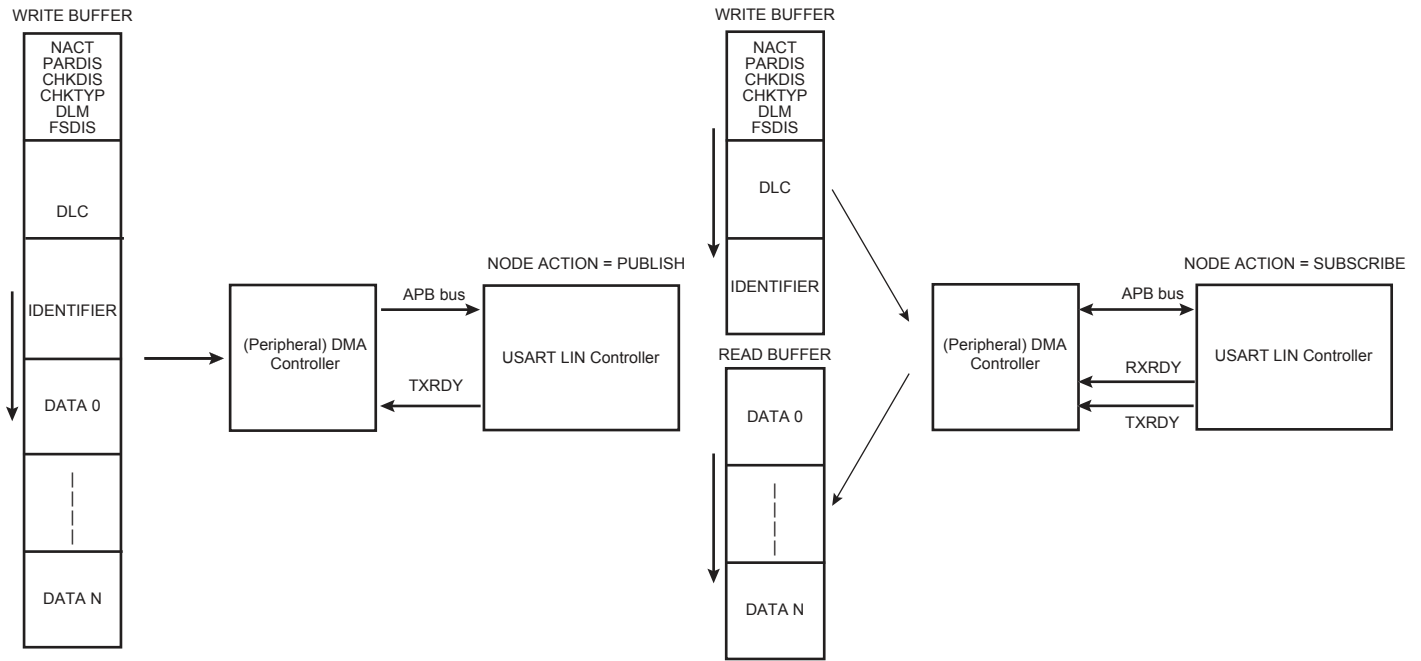 WRITE BUFFER
NACT
PARDIS
CHKDIS
CHKTYP
DLM
FSDIS
DLC
IDENTIFIER
DATA 0
DATA N
(Peripheral) DMA
Controller
APB bus
TXRDY
NODE ACTION = PUBLISH
USART LIN Controller
WRITE BUFFER
NACT
PARDIS
CHKDIS
CHKTYP
DLM
FSDIS
DLC
IDENTIFIER
READ BUFFER
DATA 0
DATA N
(Peripheral) DMA
Controller
APB bus
RXRDY
TXRDY
NODE ACTION = SUBSCRIBE
USART LIN Controller